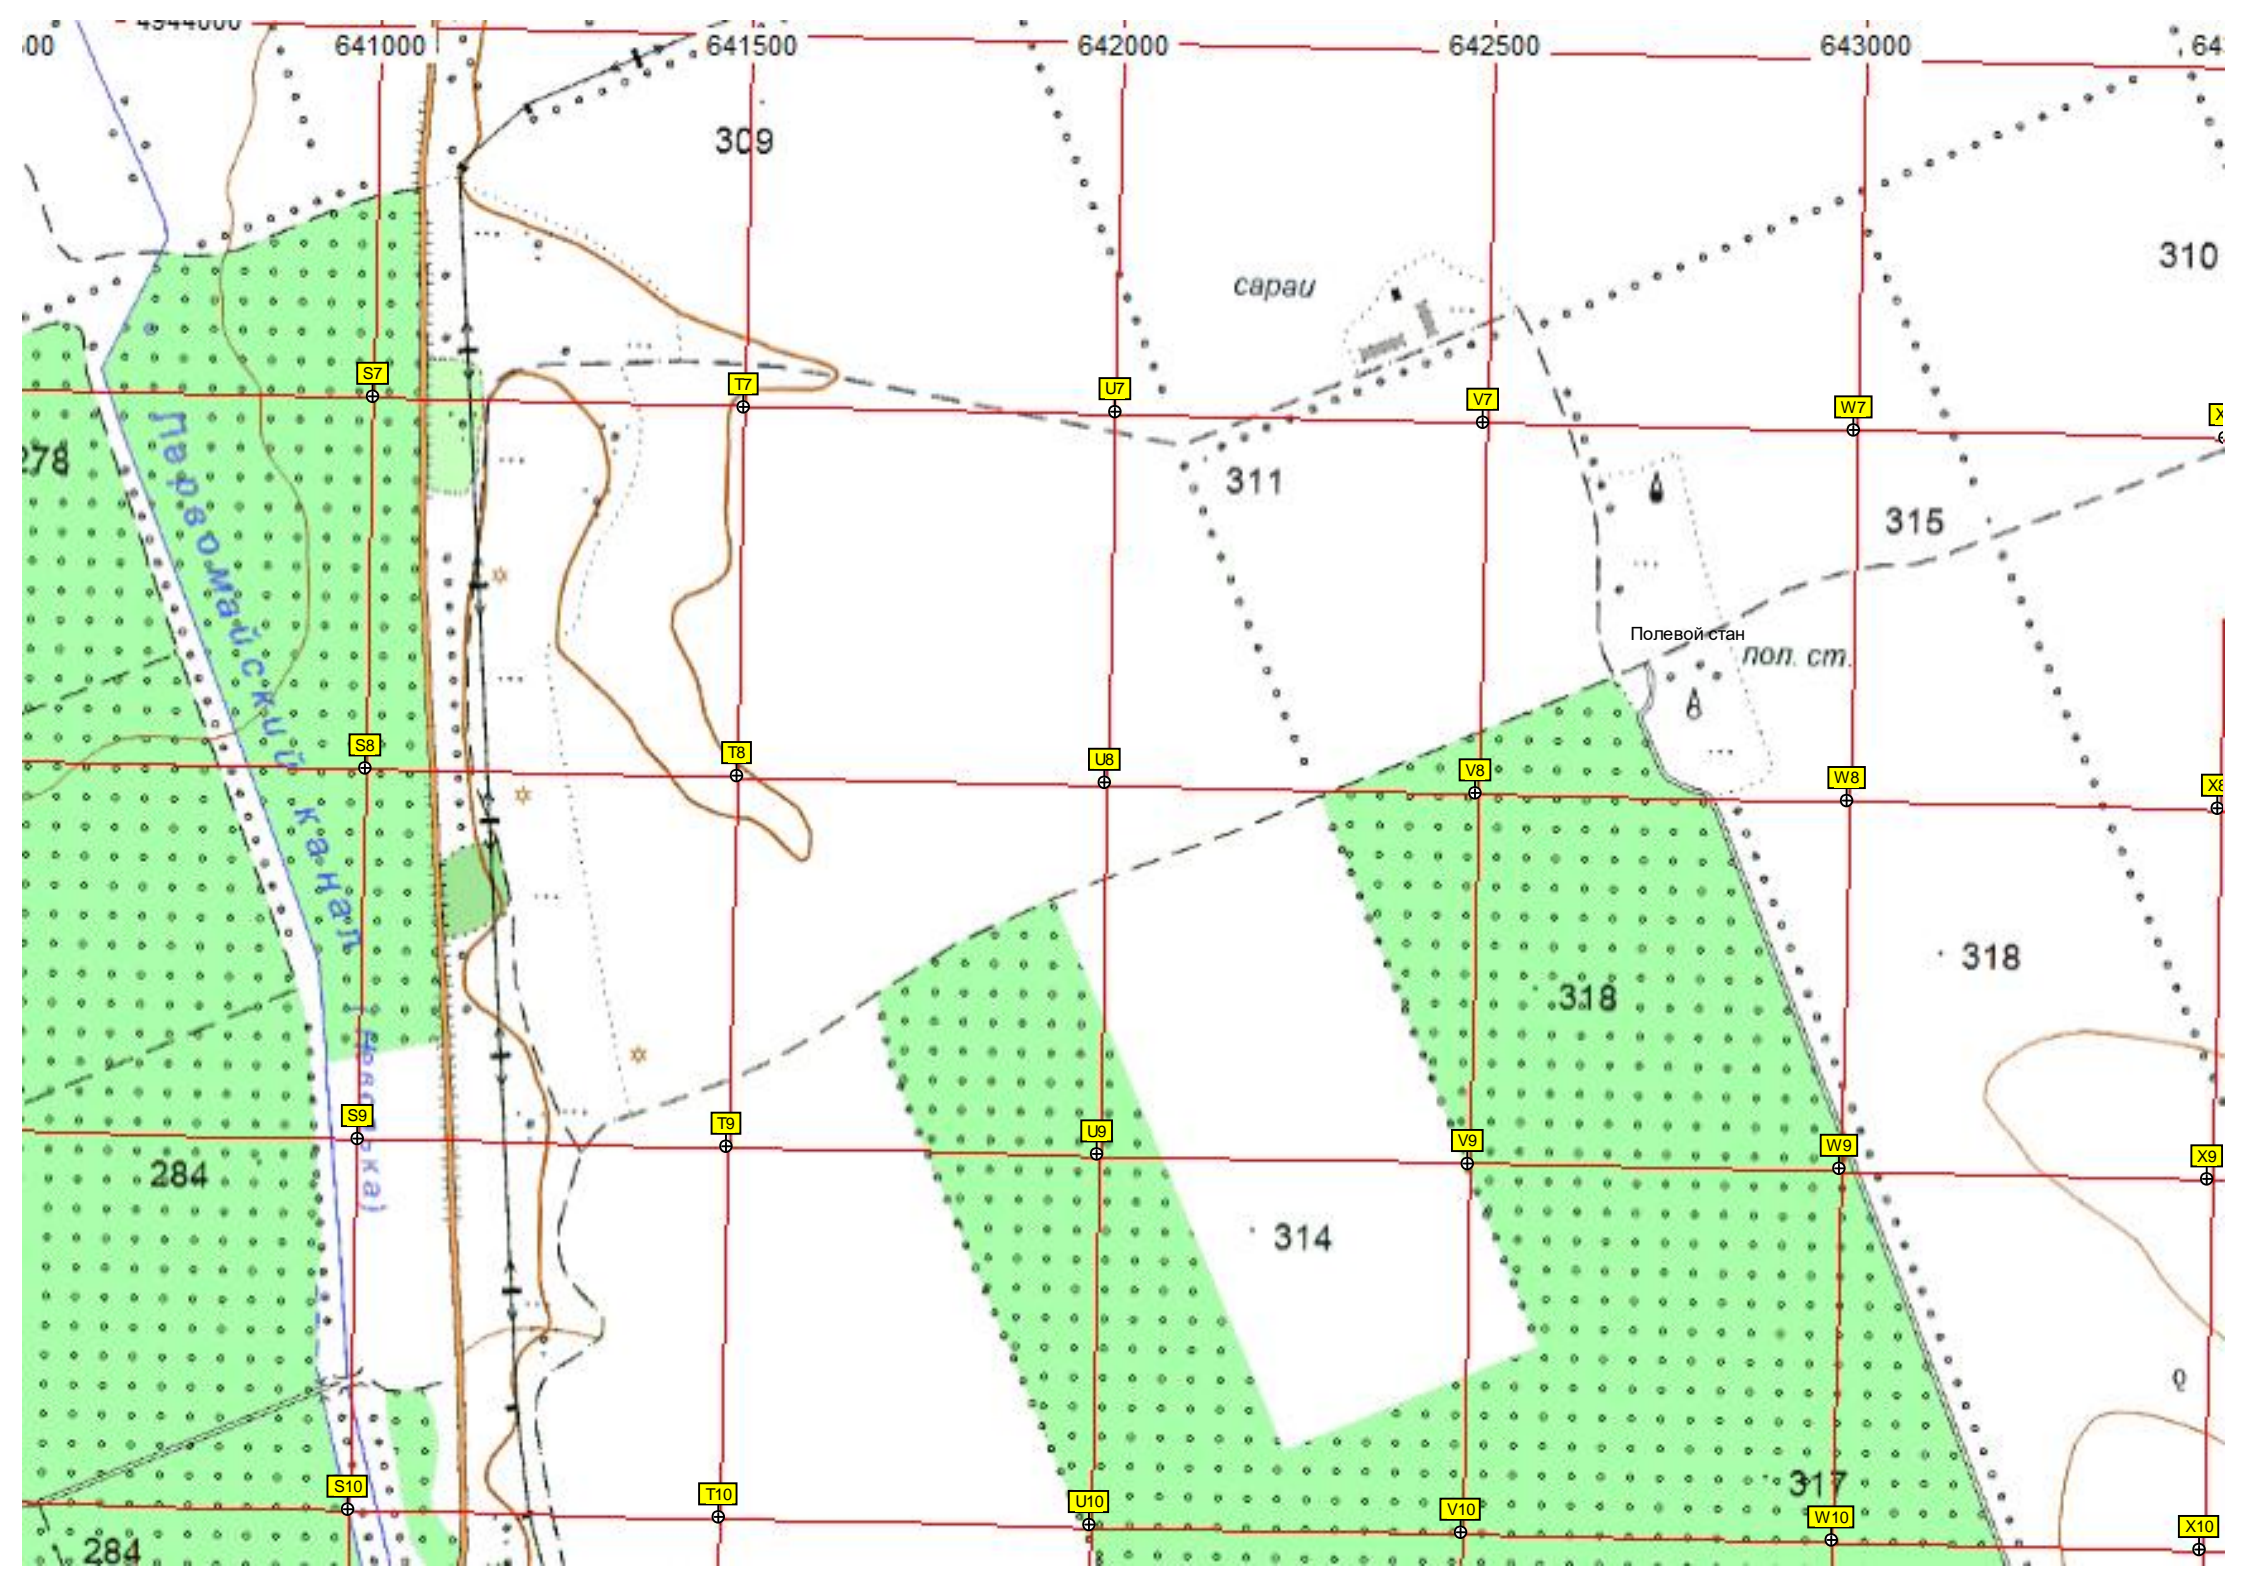 641000 641500 642000 642500 643000
309
310
сараи
S7 T7 U7 V7 W7
311
315
Первомайский канал (Неволька)
Полевой стан
пол. ст.
S8 T8 U8 V8 W8 X8
318
318
S9 T9 U9 V9 W9 X9
284
314
317
S10 T10 U10 V10 W10 X10
284